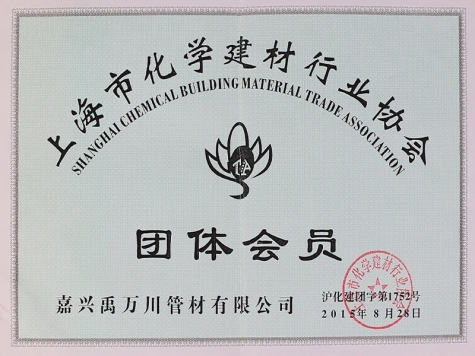 上海市化学建材行业协会
SHANGHAI CHEMICAL BUILDING MATERIAL TRADE ASSOCIATION
团体会员
嘉兴禹万川管材有限公司
沪化建团字第1752号
2015年8月28日